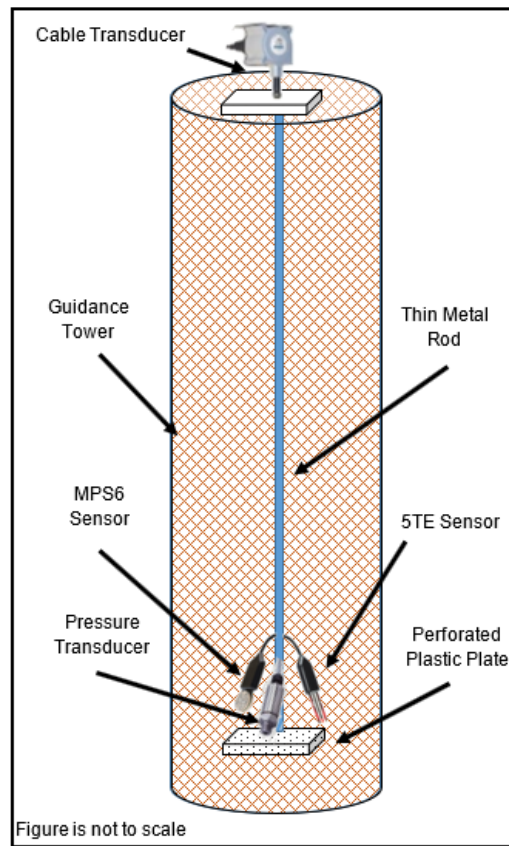 Cable Transducer
Guidance
Tower
Thin Metal
Rod
MPS6
Sensor
5TE Sensor
Pressure
Transducer
Perforated
Plastic Plate
Figure is not to scale